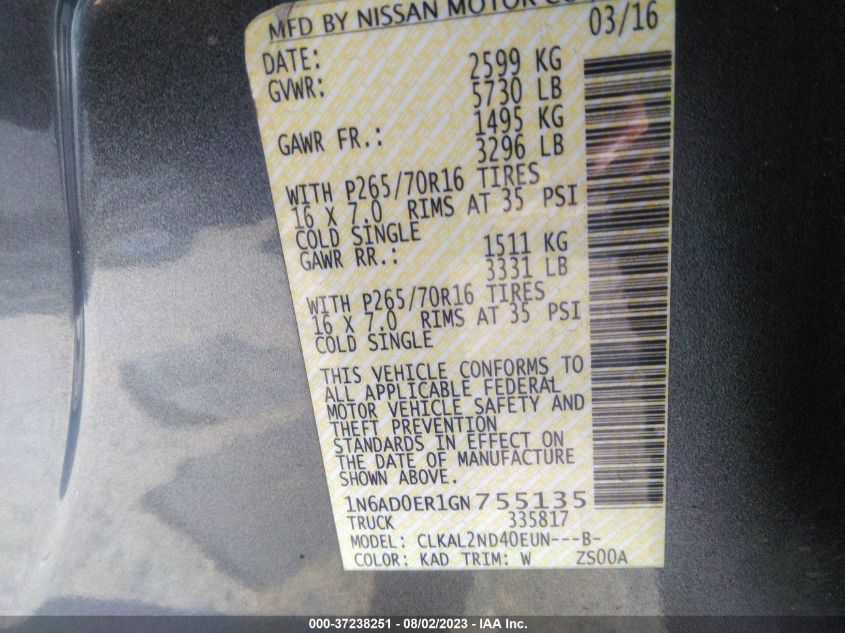 MFD BY NISSAN MOTOR CO
DATE: 03/16
GVWR: 2599 KG
5730 LB
GAWR FR.: 1495 KG
3296 LB
WITH P265/70R16 TIRES
16 X 7.0 RIMS AT 35 PSI
COLD SINGLE
GAWR RR.: 1511 KG
3331 LB
WITH P265/70R16 TIRES
16 X 7.0 RIMS AT 35 PSI
COLD SINGLE
THIS VEHICLE CONFORMS TO
ALL APPLICABLE FEDERAL
MOTOR VEHICLE SAFETY AND
THEFT PREVENTION
STANDARDS IN EFFECT ON
THE DATE OF MANUFACTURE
SHOWN ABOVE.
1N6AD0ER1GN755135
TRUCK 335817
MODEL: CLKAL2ND40EUN---B-
COLOR: KAD TRIM: W ZS00A
000-37238251 - 08/02/2023 - IAA Inc.